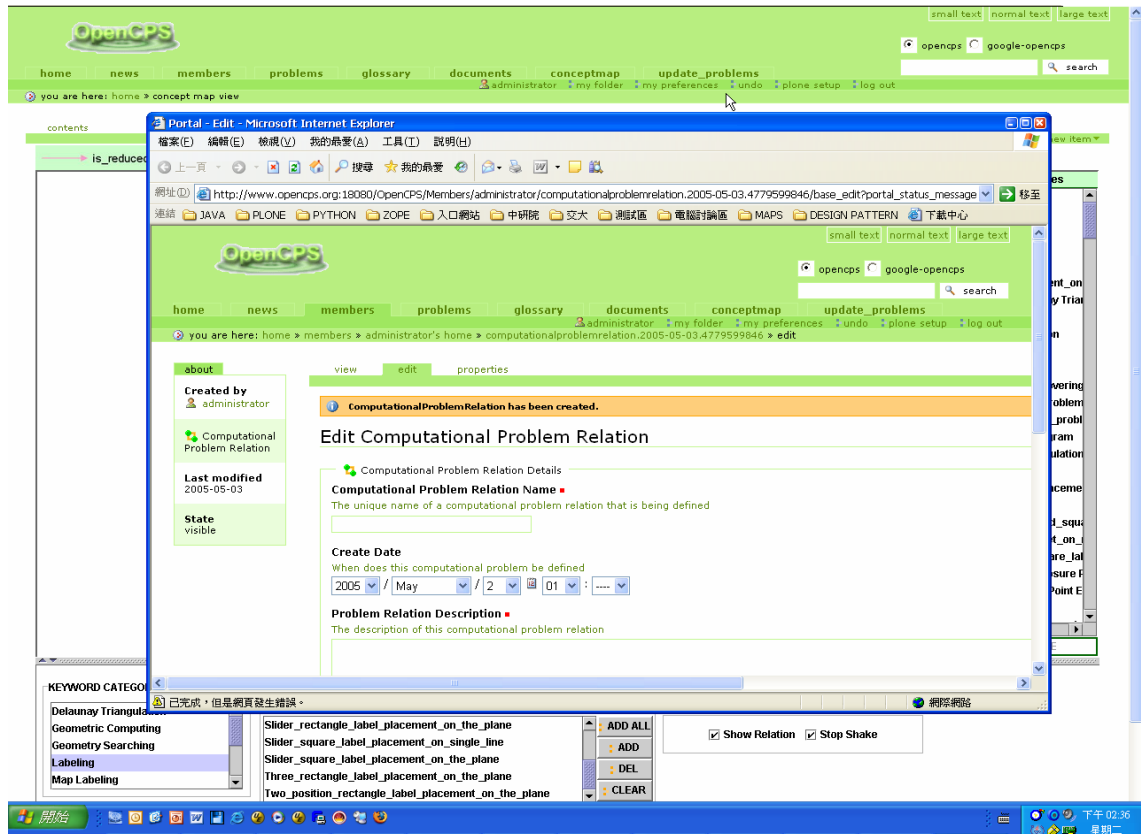 small text normal text large text
OpenCPS
opencps google-opencps
search
home news members problems glossary documents conceptmap update_problems
administrator my folder my preferences undo plone setup log out
you are here: home » concept map view
contents
new item
is_reduced
Portal - Edit - Microsoft Internet Explorer
檔案(F) 編輯(E) 檢視(V) 我的最愛(A) 工具(T) 說明(H)
上一頁 搜尋 我的最愛
網址(D) http://www.opencps.org:18080/OpenCPS/Members/administrator/computationalproblemrelation.2005-05-03.4779599846/base_edit?portal_status_message 移至
連結 JAVA PLONE PYTHON ZOPE 入口網站 中研院 交大 測試區 電腦討論區 MAPS DESIGN PATTERN 下載中心
small text normal text large text
OpenCPS
opencps google-opencps
search
home news members problems glossary documents conceptmap update_problems
administrator my folder my preferences undo plone setup log out
you are here: home » members » administrator's home » computationalproblemrelation.2005-05-03.4779599846 » edit
about
Created by
administrator
Computational
Problem Relation
Last modified
2005-05-03
State
visible
view edit properties
ComputationalProblemRelation has been created.
Edit Computational Problem Relation
Computational Problem Relation Details
Computational Problem Relation Name
The unique name of a computational problem relation that is being defined
Create Date
When does this computational problem be defined
2005 / May / 2 01 : ----
Problem Relation Description
The description of this computational problem relation
已完成，但是網頁發生錯誤。
網際網路
KEYWORD CATEGO
Delaunay Triangula
Geometric Computing
Geometry Searching
Labeling
Map Labeling
Slider_rectangle_label_placement_on_the_plane
Slider_square_label_placement_on_single_line
Slider_square_label_placement_on_the_plane
Three_rectangle_label_placement_on_the_plane
Two_position_rectangle_label_placement_on_the_plane
ADD ALL
ADD
DEL
CLEAR
Show Relation Stop Shake
開始
下午 02:36
星期二